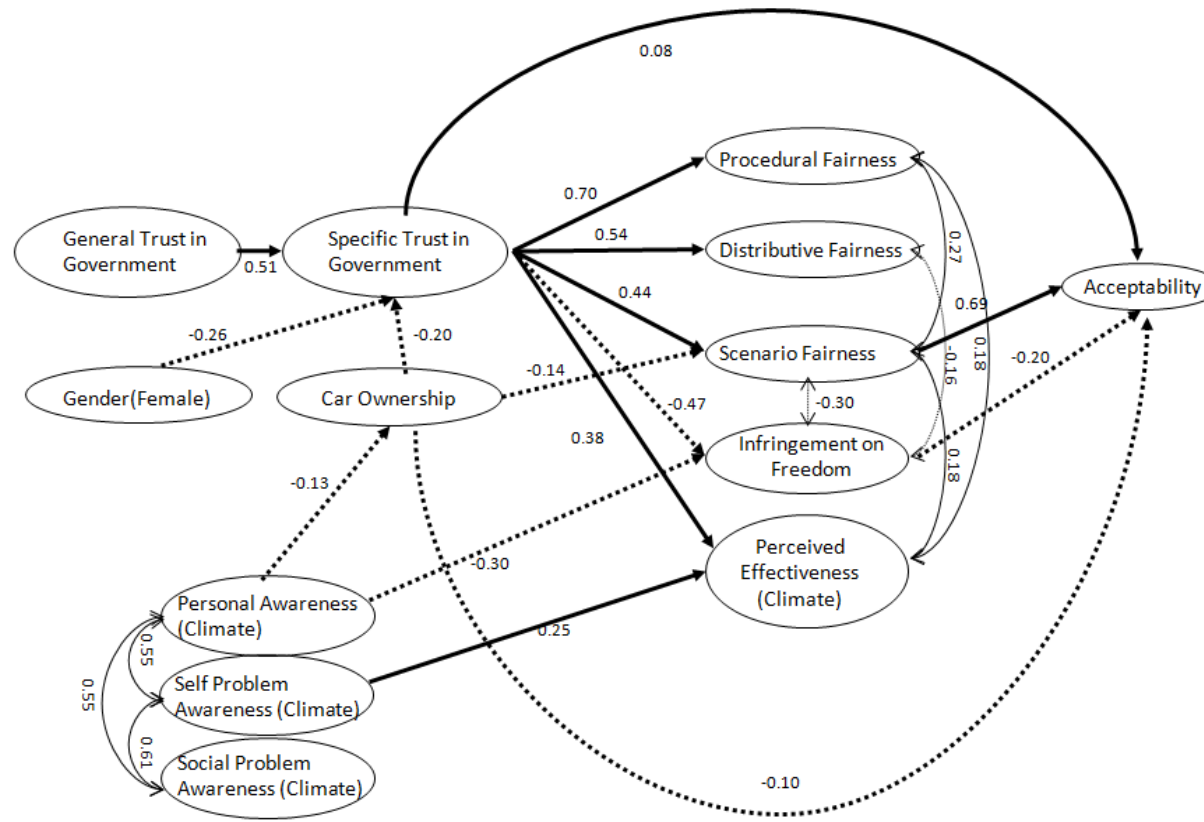 0.08
Procedural Fairness
0.70
General Trust in
Government
0.51
Specific Trust in
Government
0.54
Distributive Fairness
0.27
Acceptability
0.44
0.69
-0.26
-0.20
Scenario Fairness
0.18
-0.16
-0.20
Gender(Female)
Car Ownership
-0.14
-0.47
-0.30
0.38
Infringement on
Freedom
0.18
-0.13
-0.30
Perceived
Effectiveness
(Climate)
Personal Awareness
(Climate)
0.25
0.55
0.55
Self Problem
Awareness (Climate)
0.61
Social Problem
Awareness (Climate)
-0.10